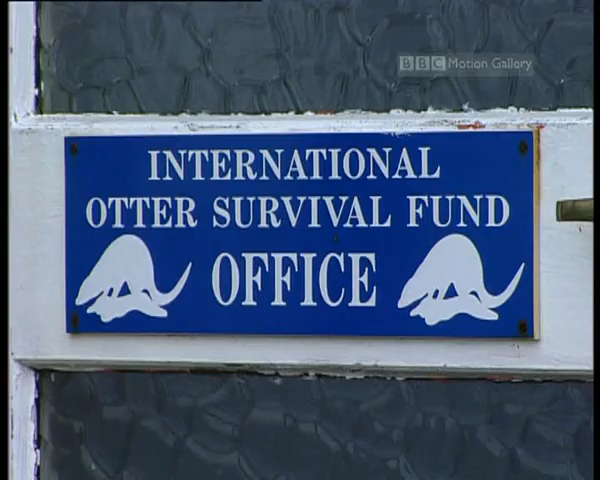 BBC Motion Gallery
INTERNATIONAL
OTTER SURVIVAL FUND
OFFICE